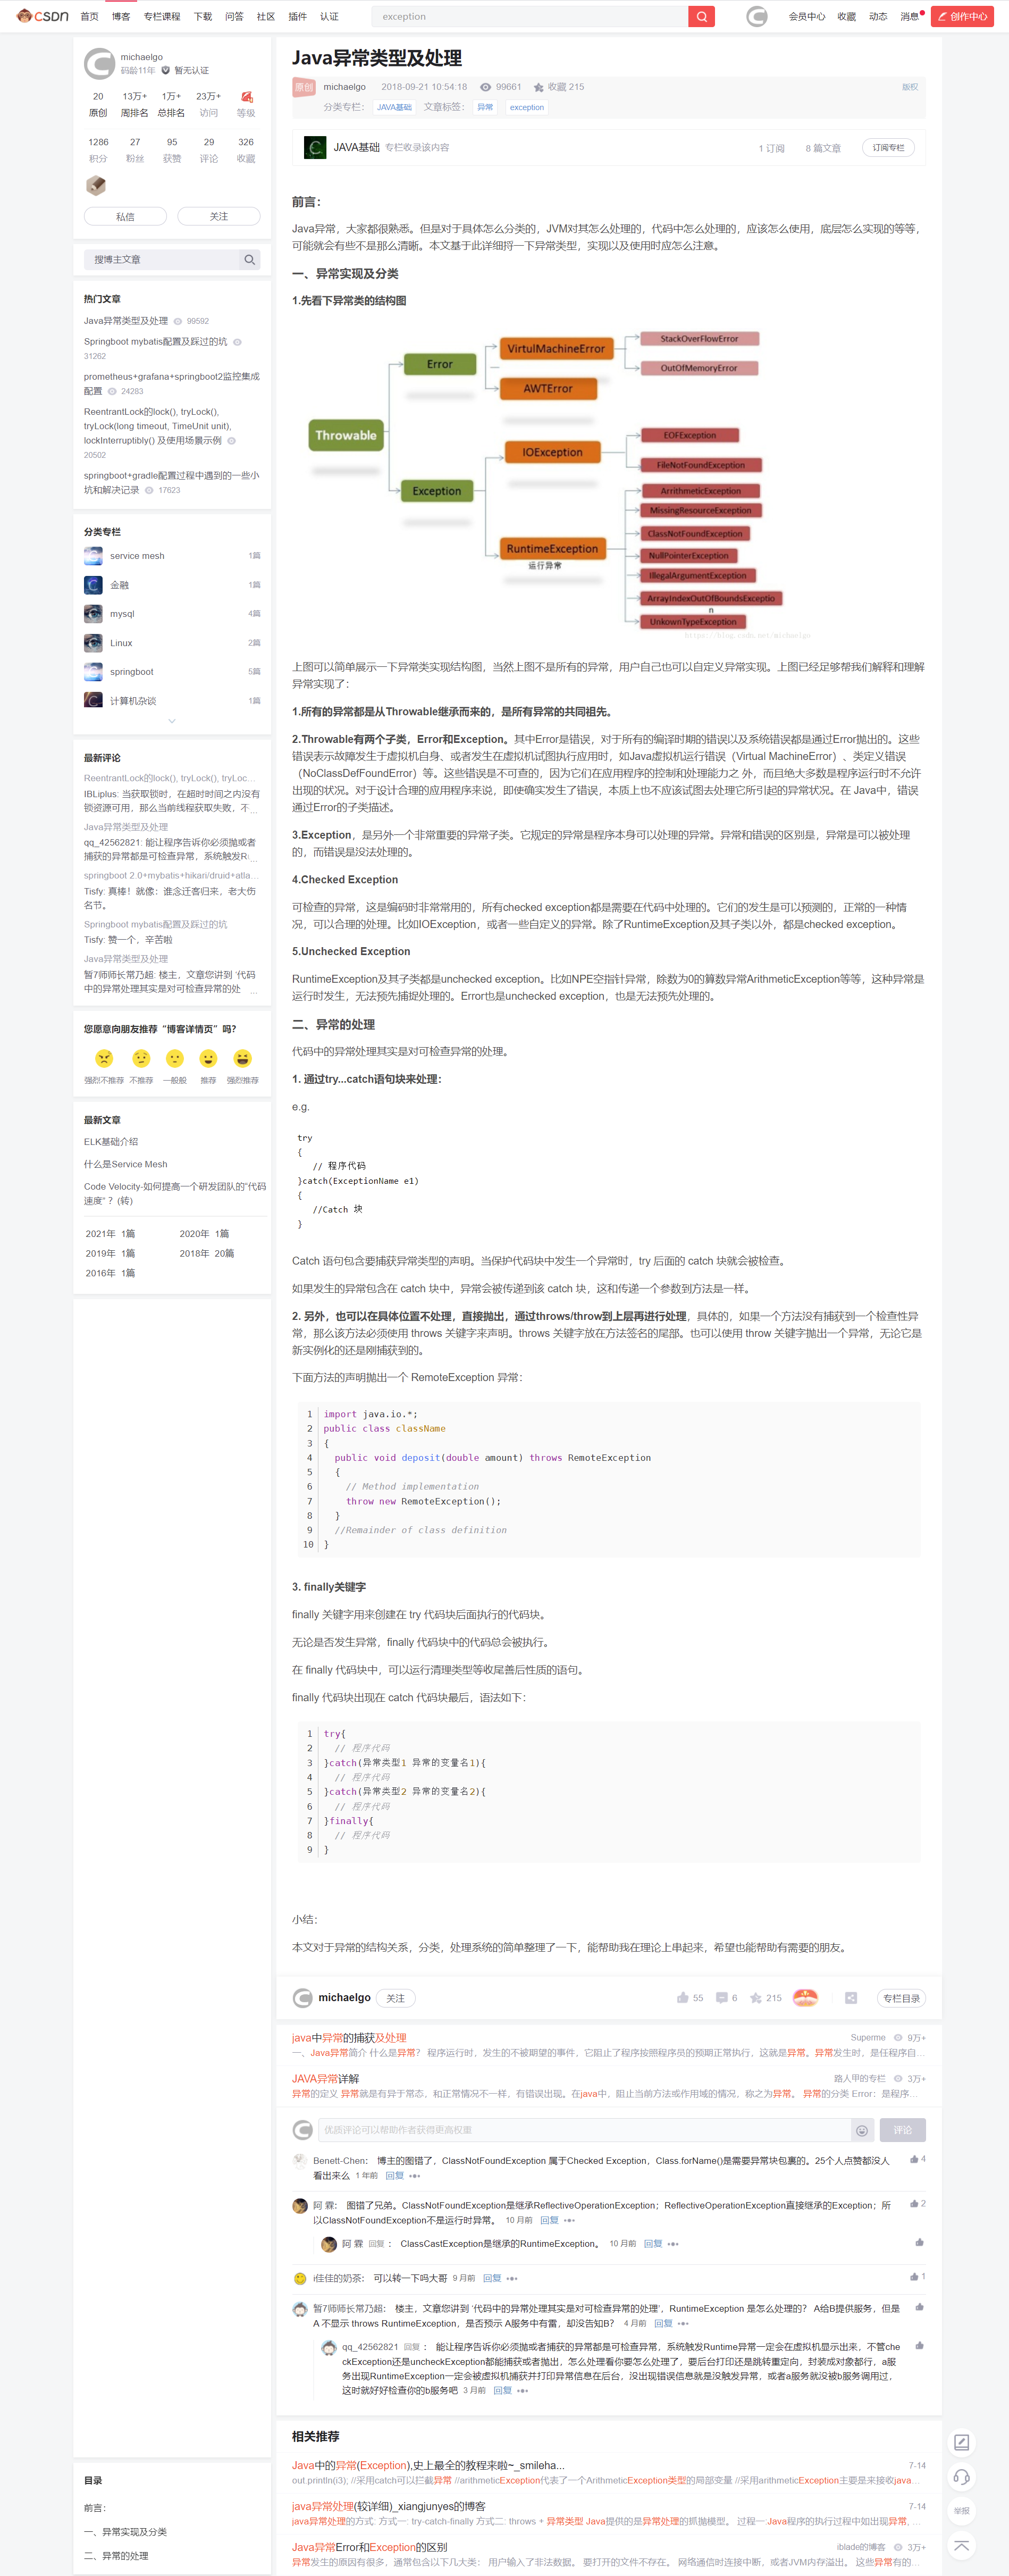 CSDN 首页 博客 专栏课程 下载 问答 社区 插件 认证 exception 会员中心 收藏 动态 消息 创作中心
michaelgo
码龄11年 暂无认证
20 13万+ 1万+ 23万+
原创 周排名 总排名 访问 等级
1286 27 95 29 326
积分 粉丝 获赞 评论 收藏
私信 关注
搜博主文章
热门文章
Java异常类型及处理 99592
Springboot mybatis配置及踩过的坑
31262
prometheus+grafana+springboot2监控集成
配置 24283
ReentrantLock的lock(), tryLock(),
tryLock(long timeout, TimeUnit unit),
lockInterruptibly() 及使用场景示例
20502
springboot+gradle配置过程中遇到的一些小
坑和解决记录 17623
分类专栏
service mesh 1篇
金融 1篇
mysql 4篇
Linux 2篇
springboot 5篇
计算机杂谈 1篇
最新评论
ReentrantLock的lock(), tryLock(), tryLoc...
IBLiplus: 当获取锁时，在超时时间之内没有
锁资源可用，那么当前线程获取失败，不 ...
Java异常类型及处理
qq_42562821: 能让程序告诉你必须抛或者
捕获的异常都是可检查异常，系统触发R ...
springboot 2.0+mybatis+hikari/druid+atla...
Tisfy: 真棒！就像：谁念迁客归来，老大伤
名节。
Springboot mybatis配置及踩过的坑
Tisfy: 赞一个，辛苦啦
Java异常类型及处理
暂7师师长常乃超: 楼主，文章您讲到 '代码
中的异常处理其实是对可检查异常的处 ...
您愿意向朋友推荐“博客详情页”吗？
强烈不推荐 不推荐 一般般 推荐 强烈推荐
最新文章
ELK基础介绍
什么是Service Mesh
Code Velocity-如何提高一个研发团队的“代码
速度” ？(转)
2021年 1篇 2020年 1篇
2019年 1篇 2018年 20篇
2016年 1篇
目录
前言：
一、异常实现及分类
二、异常的处理
Java异常类型及处理
原创 michaelgo 2018-09-21 10:54:18 99661 收藏 215 版权
分类专栏： JAVA基础 文章标签： 异常 exception
JAVA基础 专栏收录该内容 1 订阅 8 篇文章 订阅专栏
前言：
Java异常，大家都很熟悉。但是对于具体怎么分类的，JVM对其怎么处理的，代码中怎么处理的，应该怎么使用，底层怎么实现的等等，
可能就会有些不是那么清晰。本文基于此详细捋一下异常类型，实现以及使用时应怎么注意。
一、异常实现及分类
1.先看下异常类的结构图
Throwable
Error
VirtulMachineError
StackOverFlowError
OutOfMemoryError
AWTError
Exception
IOException
EOFException
FileNotFoundException
RuntimeException
运行异常
ArrithmeticException
MissingResourceException
ClassNotFoundException
NullPointerException
IllegalArgumentException
ArrayIndexOutOfBoundsExceptio
n
UnkownTypeException
https://blog.csdn.net/michaelgo
上图可以简单展示一下异常类实现结构图，当然上图不是所有的异常，用户自己也可以自定义异常实现。上图已经足够帮我们解释和理解
异常实现了：
1.所有的异常都是从Throwable继承而来的，是所有异常的共同祖先。
2.Throwable有两个子类，Error和Exception。其中Error是错误，对于所有的编译时期的错误以及系统错误都是通过Error抛出的。这些
错误表示故障发生于虚拟机自身、或者发生在虚拟机试图执行应用时，如Java虚拟机运行错误（Virtual MachineError）、类定义错误
（NoClassDefFoundError）等。这些错误是不可查的，因为它们在应用程序的控制和处理能力之 外，而且绝大多数是程序运行时不允许
出现的状况。对于设计合理的应用程序来说，即使确实发生了错误，本质上也不应该试图去处理它所引起的异常状况。在 Java中，错误
通过Error的子类描述。
3.Exception，是另外一个非常重要的异常子类。它规定的异常是程序本身可以处理的异常。异常和错误的区别是，异常是可以被处理
的，而错误是没法处理的。
4.Checked Exception
可检查的异常，这是编码时非常常用的，所有checked exception都是需要在代码中处理的。它们的发生是可以预测的，正常的一种情
况，可以合理的处理。比如IOException，或者一些自定义的异常。除了RuntimeException及其子类以外，都是checked exception。
5.Unchecked Exception
RuntimeException及其子类都是unchecked exception。比如NPE空指针异常，除数为0的算数异常ArithmeticException等等，这种异常是
运行时发生，无法预先捕捉处理的。Error也是unchecked exception，也是无法预先处理的。
二、异常的处理
代码中的异常处理其实是对可检查异常的处理。
1. 通过try...catch语句块来处理：
e.g.
try
{
// 程序代码
}catch(ExceptionName e1)
{
//Catch 块
}
Catch 语句包含要捕获异常类型的声明。当保护代码块中发生一个异常时，try 后面的 catch 块就会被检查。
如果发生的异常包含在 catch 块中，异常会被传递到该 catch 块，这和传递一个参数到方法是一样。
2. 另外，也可以在具体位置不处理，直接抛出，通过throws/throw到上层再进行处理，具体的，如果一个方法没有捕获到一个检查性异
常，那么该方法必须使用 throws 关键字来声明。throws 关键字放在方法签名的尾部。也可以使用 throw 关键字抛出一个异常，无论它是
新实例化的还是刚捕获到的。
下面方法的声明抛出一个 RemoteException 异常：
1 import java.io.*;
2 public class className
3 {
4 public void deposit(double amount) throws RemoteException
5 {
6 // Method implementation
7 throw new RemoteException();
8 }
9 //Remainder of class definition
10 }
3. finally关键字
finally 关键字用来创建在 try 代码块后面执行的代码块。
无论是否发生异常，finally 代码块中的代码总会被执行。
在 finally 代码块中，可以运行清理类型等收尾善后性质的语句。
finally 代码块出现在 catch 代码块最后，语法如下：
1 try{
2 // 程序代码
3 }catch(异常类型1 异常的变量名1){
4 // 程序代码
5 }catch(异常类型2 异常的变量名2){
6 // 程序代码
7 }finally{
8 // 程序代码
9 }
小结：
本文对于异常的结构关系，分类，处理系统的简单整理了一下，能帮助我在理论上串起来，希望也能帮助有需要的朋友。
michaelgo 关注 55 6 215 专栏目录
java中异常的捕获及处理 Superme 9万+
一、Java异常简介 什么是异常？ 程序运行时，发生的不被期望的事件，它阻止了程序按照程序员的预期正常执行，这就是异常。异常发生时，是任程序自...
JAVA异常详解 路人甲的专栏 3万+
异常的定义 异常就是有异于常态，和正常情况不一样，有错误出现。在java中，阻止当前方法或作用域的情况，称之为异常。 异常的分类 Error：是程序...
优质评论可以帮助作者获得更高权重 评论
Benett-Chen： 博主的图错了，ClassNotFoundException 属于Checked Exception，Class.forName()是需要异常块包裹的。25个人点赞都没人 4
看出来么 1 年前 回复
阿 霖： 图错了兄弟。ClassNotFoundException是继承ReflectiveOperationException；ReflectiveOperationException直接继承的Exception；所 2
以ClassNotFoundException不是运行时异常。 10 月前 回复
阿 霖 回复： ClassCastException是继承的RuntimeException。 10 月前 回复
i佳佳的奶茶： 可以转一下吗大哥 9 月前 回复 1
暂7师师长常乃超： 楼主，文章您讲到 '代码中的异常处理其实是对可检查异常的处理'，RuntimeException 是怎么处理的？ A给B提供服务，但是
A 不显示 throws RuntimeException，是否预示 A服务中有雷，却没告知B？ 4 月前 回复
qq_42562821 回复： 能让程序告诉你必须抛或者捕获的异常都是可检查异常，系统触发Runtime异常一定会在虚拟机显示出来，不管che
ckException还是uncheckException都能捕获或者抛出，怎么处理看你要怎么处理了，要后台打印还是跳转重定向，封装成对象都行，a服
务出现RuntimeException一定会被虚拟机捕获并打印异常信息在后台，没出现错误信息就是没触发异常，或者a服务就没被b服务调用过，
这时就好好检查你的b服务吧 3 月前 回复
相关推荐
Java中的异常(Exception),史上最全的教程来啦~_smileha... 7-14
out.println(i3); //采用catch可以拦截异常 //arithmeticException代表了一个ArithmeticException类型的局部变量 //采用arithmeticException主要是来接收java...
java异常处理(较详细)_xiangjunyes的博客 7-14
java异常处理的方式: 方式一: try-catch-finally 方式二: throws + 异常类型 Java提供的是异常处理的抓抛模型。 过程一 Java程序的执行过程中如出现异常,...
Java异常Error和Exception的区别 iblade的博客 3万+
异常发生的原因有很多，通常包含以下几大类： 用户输入了非法数据。 要打开的文件不存在。 网络通信时连接中断，或者JVM内存溢出。 这些异常有的...
举报